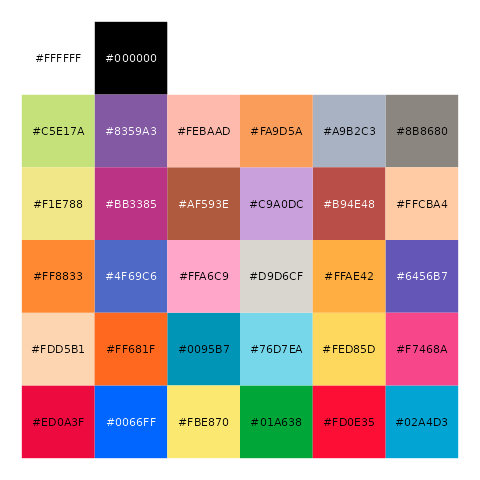 #FFFFFF #000000
#C5E17A #8359A3 #FEBAAD #FA9D5A #A9B2C3 #8B8680
#F1E788 #BB3385 #AF593E #C9A0DC #B94E48 #FFCBA4
#FF8833 #4F69C6 #FFA6C9 #D9D6CF #FFAE42 #6456B7
#FDD5B1 #FF681F #0095B7 #76D7EA #FED85D #F7468A
#ED0A3F #0066FF #FBE870 #01A638 #FD0E35 #02A4D3